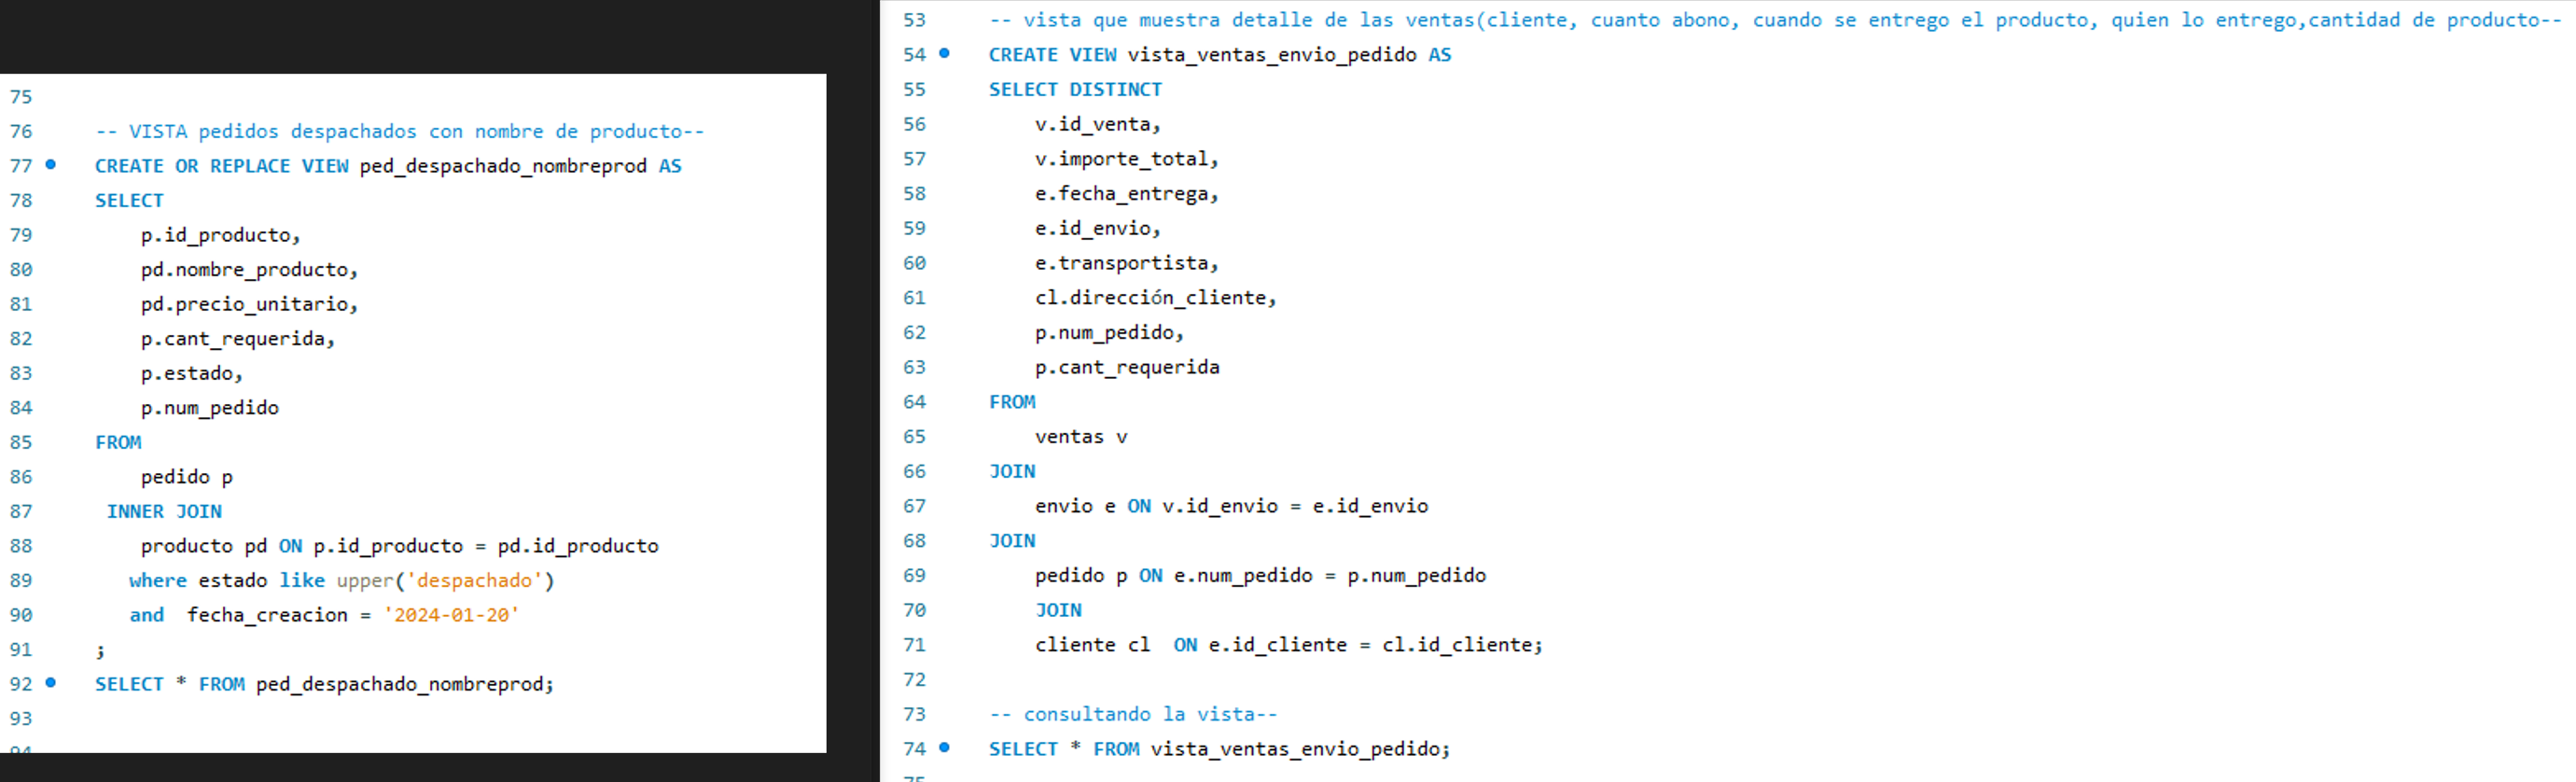 75
76 -- VISTA pedidos despachados con nombre de producto--
77 CREATE OR REPLACE VIEW ped_despachado_nombreprod AS
78 SELECT
79 p.id_producto,
80 pd.nombre_producto,
81 pd.precio_unitario,
82 p.cant_requerida,
83 p.estado,
84 p.num_pedido
85 FROM
86 pedido p
87 INNER JOIN
88 producto pd ON p.id_producto = pd.id_producto
89 where estado like upper('despachado')
90 and fecha_creacion = '2024-01-20'
91 ;
92 SELECT * FROM ped_despachado_nombreprod;
93
94
53 -- vista que muestra detalle de las ventas(cliente, cuanto abono, cuando se entrego el producto, quien lo entrego,cantidad de producto--
54 CREATE VIEW vista_ventas_envio_pedido AS
55 SELECT DISTINCT
56 v.id_venta,
57 v.importe_total,
58 e.fecha_entrega,
59 e.id_envio,
60 e.transportista,
61 cl.dirección_cliente,
62 p.num_pedido,
63 p.cant_requerida
64 FROM
65 ventas v
66 JOIN
67 envio e ON v.id_envio = e.id_envio
68 JOIN
69 pedido p ON e.num_pedido = p.num_pedido
70 JOIN
71 cliente cl ON e.id_cliente = cl.id_cliente;
72
73 -- consultando la vista--
74 SELECT * FROM vista_ventas_envio_pedido;
75